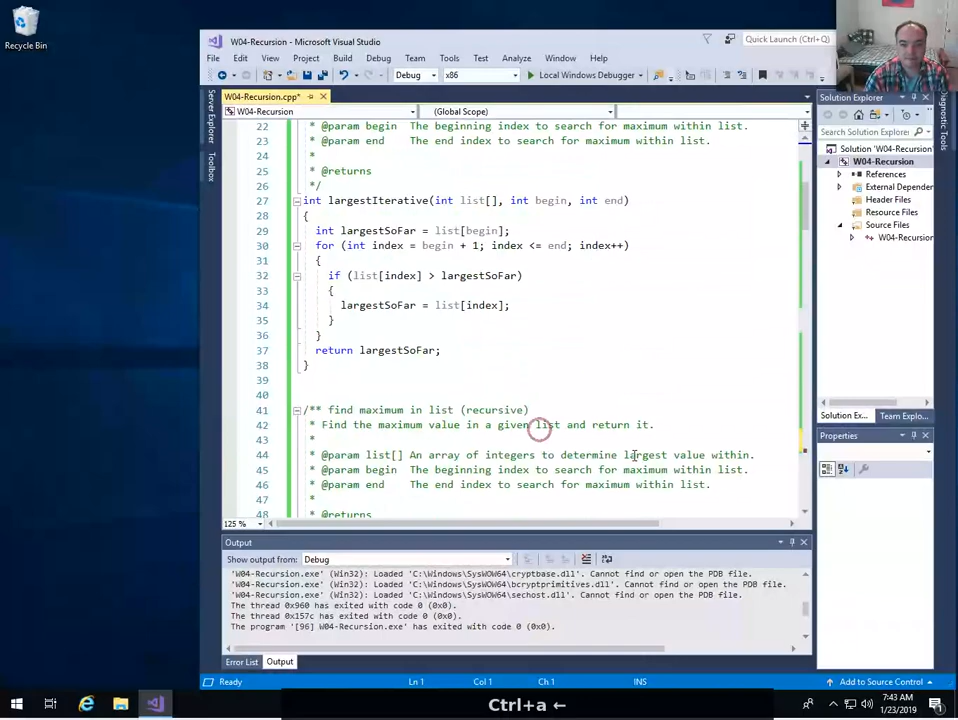 Recycle Bin
W04-Recursion - Microsoft Visual Studio
Quick Launch (Ctrl+Q)
File Edit View Project Build Debug Team Tools Test Analyze Window Help
Debug x86 Local Windows Debugger
W04-Recursion.cpp*
W04-Recursion (Global Scope)
Server Explorer
Toolbox
22 * @param begin The beginning index to search for maximum within list.
23 * @param end The end index to search for maximum within list.
24 *
25 * @returns
26 */
27 int largestIterative(int list[], int begin, int end)
28 {
29 int largestSoFar = list[begin];
30 for (int index = begin + 1; index <= end; index++)
31 {
32 if (list[index] > largestSoFar)
33 {
34 largestSoFar = list[index];
35 }
36 }
37 return largestSoFar;
38 }
39
40
41 /** find maximum in list (recursive)
42 * Find the maximum value in a given list and return it.
43 *
44 * @param list[] An array of integers to determine largest value within.
45 * @param begin The beginning index to search for maximum within list.
46 * @param end The end index to search for maximum within list.
47 *
48 * @returns
125 %
Solution Explorer
Search Solution Explorer
Solution 'W04-Recursion'
W04-Recursion
References
External Depender
Header Files
Resource Files
Source Files
W04-Recursion
Solution Ex... Team Explo...
Properties
Diagnostic Tools
Output
Show output from: Debug
'W04-Recursion.exe' (Win32): Loaded 'C:\Windows\SysWOW64\cryptbase.dll'. Cannot find or open the PDB file.
'W04-Recursion.exe' (Win32): Loaded 'C:\Windows\SysWOW64\bcryptprimitives.dll'. Cannot find or open the PDB file.
'W04-Recursion.exe' (Win32): Loaded 'C:\Windows\SysWOW64\sechost.dll'. Cannot find or open the PDB file.
The thread 0x960 has exited with code 0 (0x0).
The thread 0x157c has exited with code 0 (0x0).
The program '[96] W04-Recursion.exe' has exited with code 0 (0x0).
Error List Output
Ready Ln 1 Col 1 Ch 1 INS Add to Source Control
Ctrl+a ←
7:43 AM
1/23/2019
1